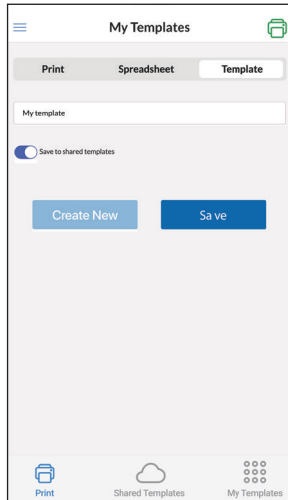 My Templates
Print Spreadsheet Template
My template
Save to shared templates
Create New Sa ve
Print Shared Templates My Templates